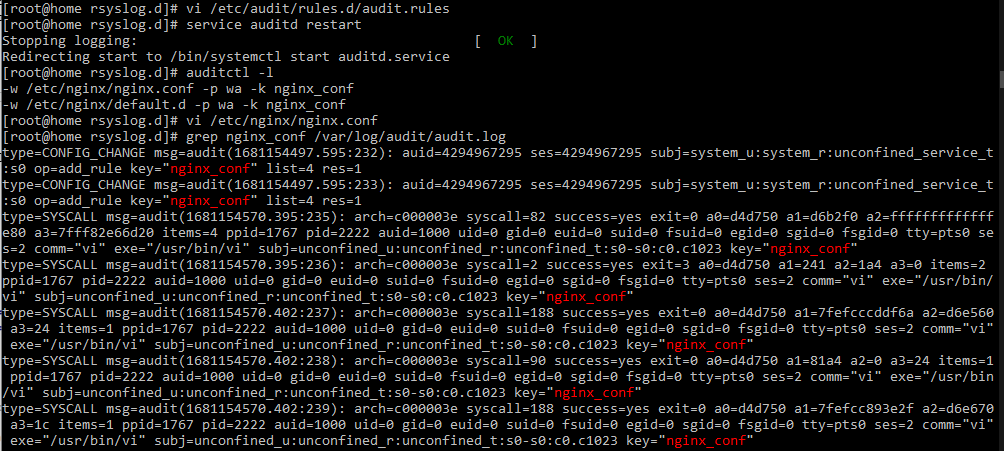 [root@home rsyslog.d]# vi /etc/audit/rules.d/audit.rules
[root@home rsyslog.d]# service auditd restart
Stopping logging:                                          [  OK  ]
Redirecting start to /bin/systemctl start auditd.service
[root@home rsyslog.d]# auditctl -l
-w /etc/nginx/nginx.conf -p wa -k nginx_conf
-w /etc/nginx/default.d -p wa -k nginx_conf
[root@home rsyslog.d]# vi /etc/nginx/nginx.conf
[root@home rsyslog.d]# grep nginx_conf /var/log/audit/audit.log
type=CONFIG_CHANGE msg=audit(1681154497.595:232): auid=4294967295 ses=4294967295 subj=system_u:system_r:unconfined_service_t
:s0 op=add_rule key="nginx_conf" list=4 res=1
type=CONFIG_CHANGE msg=audit(1681154497.595:233): auid=4294967295 ses=4294967295 subj=system_u:system_r:unconfined_service_t
:s0 op=add_rule key="nginx_conf" list=4 res=1
type=SYSCALL msg=audit(1681154570.395:235): arch=c000003e syscall=82 success=yes exit=0 a0=d4d750 a1=d6b2f0 a2=fffffffffffff
e80 a3=7fff82e66d20 items=4 ppid=1767 pid=2222 auid=1000 uid=0 gid=0 euid=0 suid=0 fsuid=0 egid=0 sgid=0 fsgid=0 tty=pts0 se
s=2 comm="vi" exe="/usr/bin/vi" subj=unconfined_u:unconfined_r:unconfined_t:s0-s0:c0.c1023 key="nginx_conf"
type=SYSCALL msg=audit(1681154570.395:236): arch=c000003e syscall=2 success=yes exit=3 a0=d4d750 a1=241 a2=1a4 a3=0 items=2
ppid=1767 pid=2222 auid=1000 uid=0 gid=0 euid=0 suid=0 fsuid=0 egid=0 sgid=0 fsgid=0 tty=pts0 ses=2 comm="vi" exe="/usr/bin/
vi" subj=unconfined_u:unconfined_r:unconfined_t:s0-s0:c0.c1023 key="nginx_conf"
type=SYSCALL msg=audit(1681154570.402:237): arch=c000003e syscall=188 success=yes exit=0 a0=d4d750 a1=7fefcccddf6a a2=d6e560
a3=24 items=1 ppid=1767 pid=2222 auid=1000 uid=0 gid=0 euid=0 suid=0 fsuid=0 egid=0 sgid=0 fsgid=0 tty=pts0 ses=2 comm="vi"
exe="/usr/bin/vi" subj=unconfined_u:unconfined_r:unconfined_t:s0-s0:c0.c1023 key="nginx_conf"
type=SYSCALL msg=audit(1681154570.402:238): arch=c000003e syscall=90 success=yes exit=0 a0=d4d750 a1=81a4 a2=0 a3=24 items=1
ppid=1767 pid=2222 auid=1000 uid=0 gid=0 euid=0 suid=0 fsuid=0 egid=0 sgid=0 fsgid=0 tty=pts0 ses=2 comm="vi" exe="/usr/bin
/vi" subj=unconfined_u:unconfined_r:unconfined_t:s0-s0:c0.c1023 key="nginx_conf"
type=SYSCALL msg=audit(1681154570.402:239): arch=c000003e syscall=188 success=yes exit=0 a0=d4d750 a1=7fefcc893e2f a2=d6e670
a3=1c items=1 ppid=1767 pid=2222 auid=1000 uid=0 gid=0 euid=0 suid=0 fsuid=0 egid=0 sgid=0 fsgid=0 tty=pts0 ses=2 comm="vi"
exe="/usr/bin/vi" subj=unconfined_u:unconfined_r:unconfined_t:s0-s0:c0.c1023 key="nginx_conf"